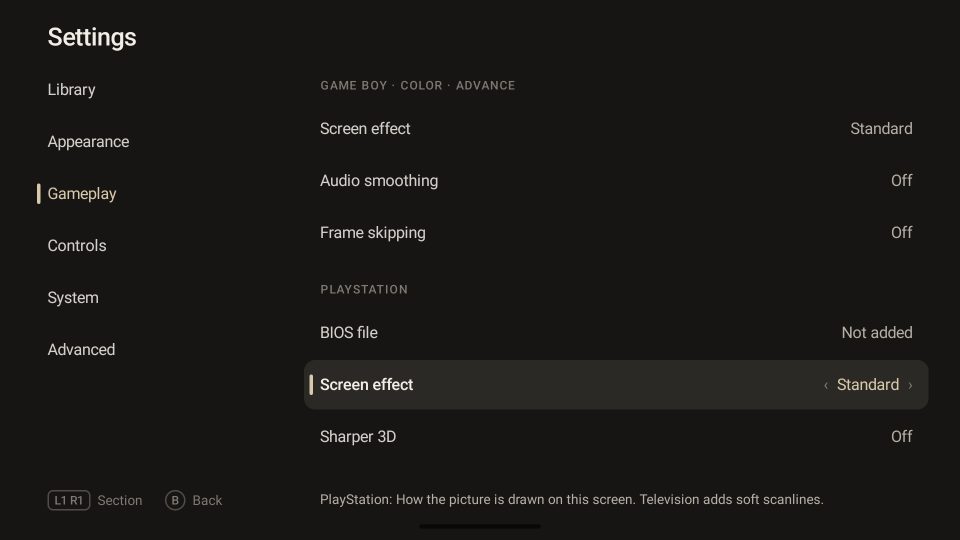 Settings
Library
Appearance
Gameplay
Controls
System
Advanced
GAME BOY · COLOR · ADVANCE
Screen effect Standard
Audio smoothing Off
Frame skipping Off
PLAYSTATION
BIOS file Not added
Screen effect ‹ Standard ›
Sharper 3D Off
L1 R1 Section B Back
PlayStation: How the picture is drawn on this screen. Television adds soft scanlines.